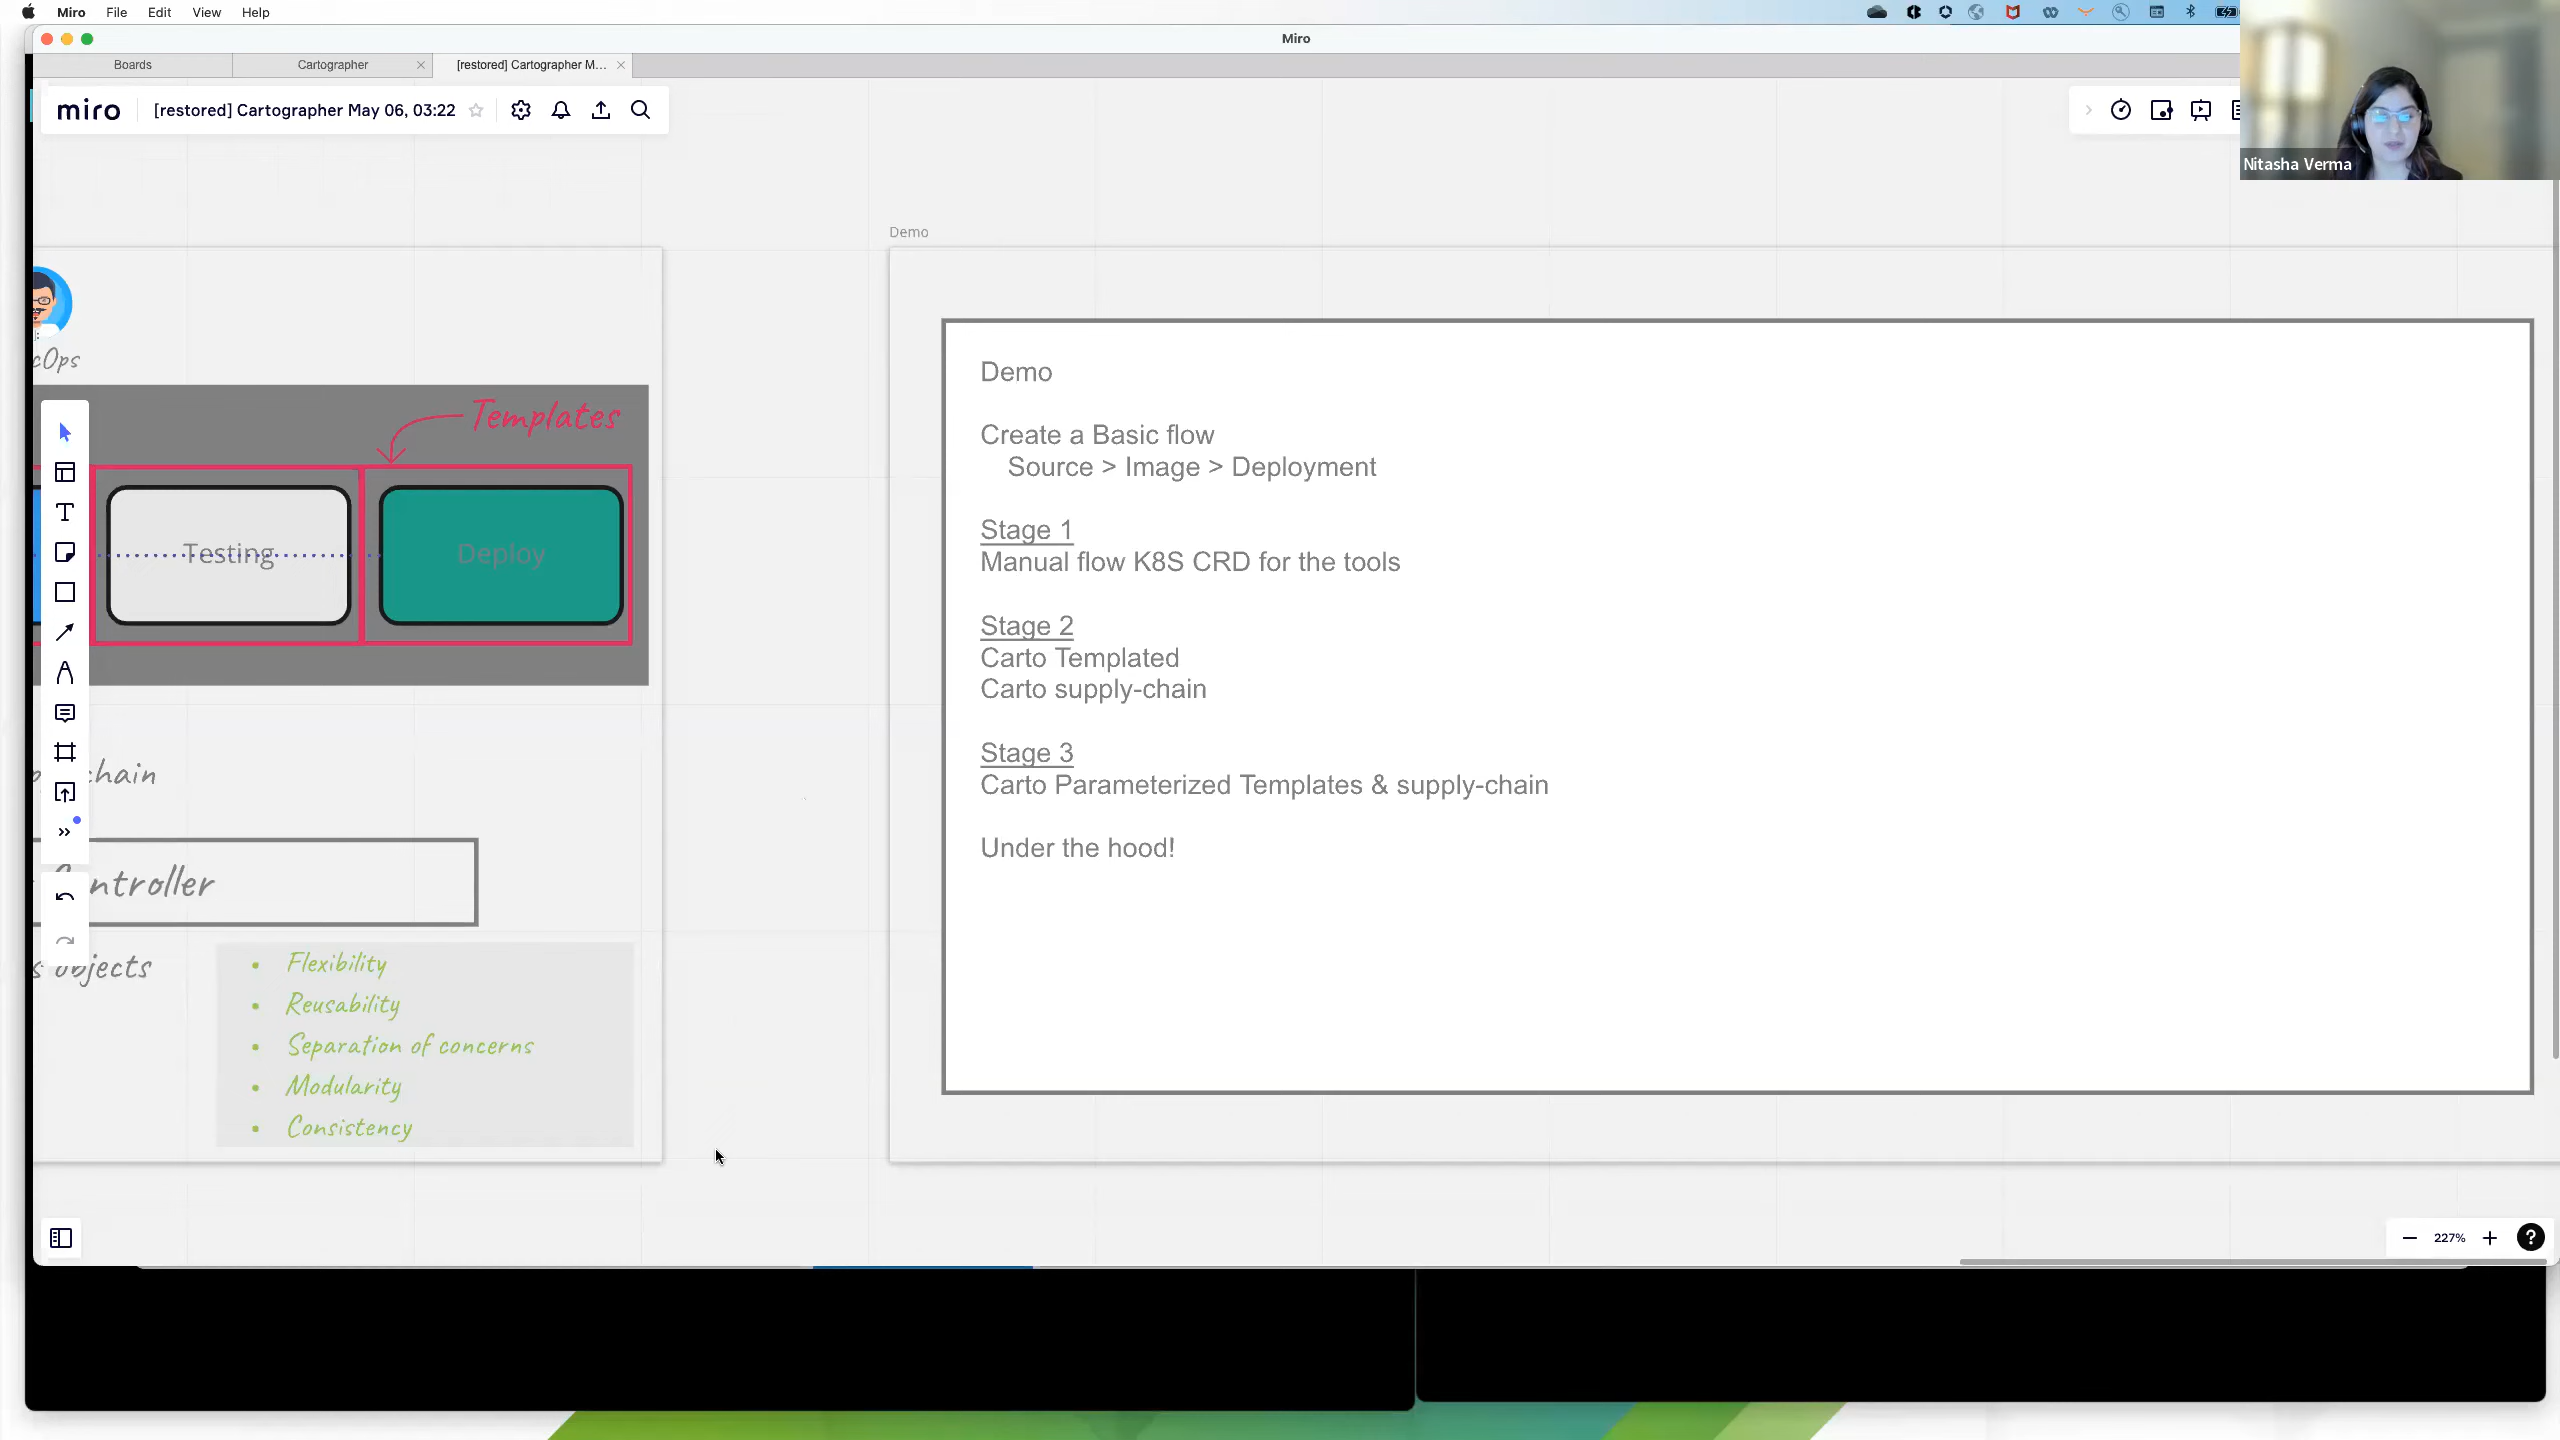 Miro File Edit View Help
Miro
Boards Cartographer [restored] Cartographer M...
miro [restored] Cartographer May 06, 03:22
Nitasha Verma
Demo
cOps
Templates
Testing
Deploy
chain
ntroller
s objects
Flexibility
Reusability
Separation of concerns
Modularity
Consistency
Demo
Create a Basic flow
Source > Image > Deployment
Stage 1
Manual flow K8S CRD for the tools
Stage 2
Carto Templated
Carto supply-chain
Stage 3
Carto Parameterized Templates & supply-chain
Under the hood!
227%